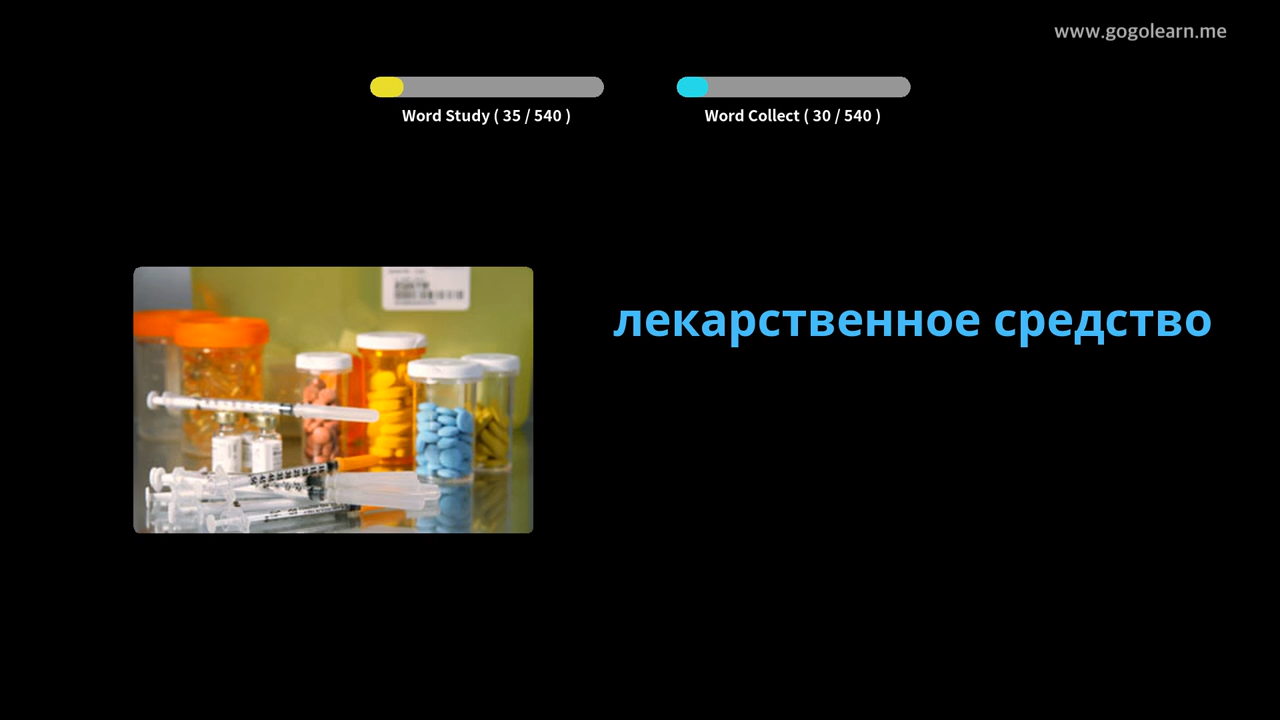 www.gogolearn.me
Word Study ( 35 / 540 )
Word Collect ( 30 / 540 )
лекарственное средство